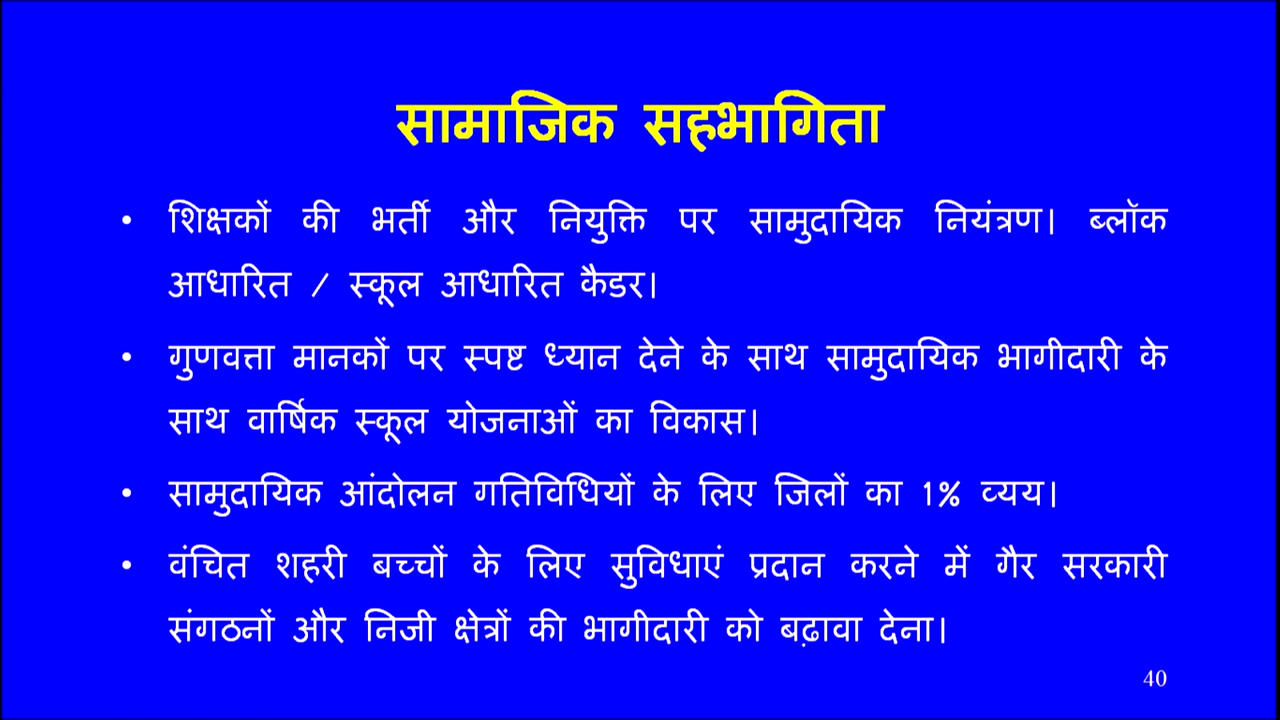 सामाजिक सहभागिता
• शिक्षकों की भर्ती और नियुक्ति पर सामुदायिक नियंत्रण। ब्लॉक
आधारित / स्कूल आधारित कैडर।
• गुणवत्ता मानकों पर स्पष्ट ध्यान देने के साथ सामुदायिक भागीदारी के
साथ वार्षिक स्कूल योजनाओं का विकास।
• सामुदायिक आंदोलन गतिविधियों के लिए जिलों का 1% व्यय।
• वंचित शहरी बच्चों के लिए सुविधाएं प्रदान करने में गैर सरकारी
संगठनों और निजी क्षेत्रों की भागीदारी को बढ़ावा देना।
40